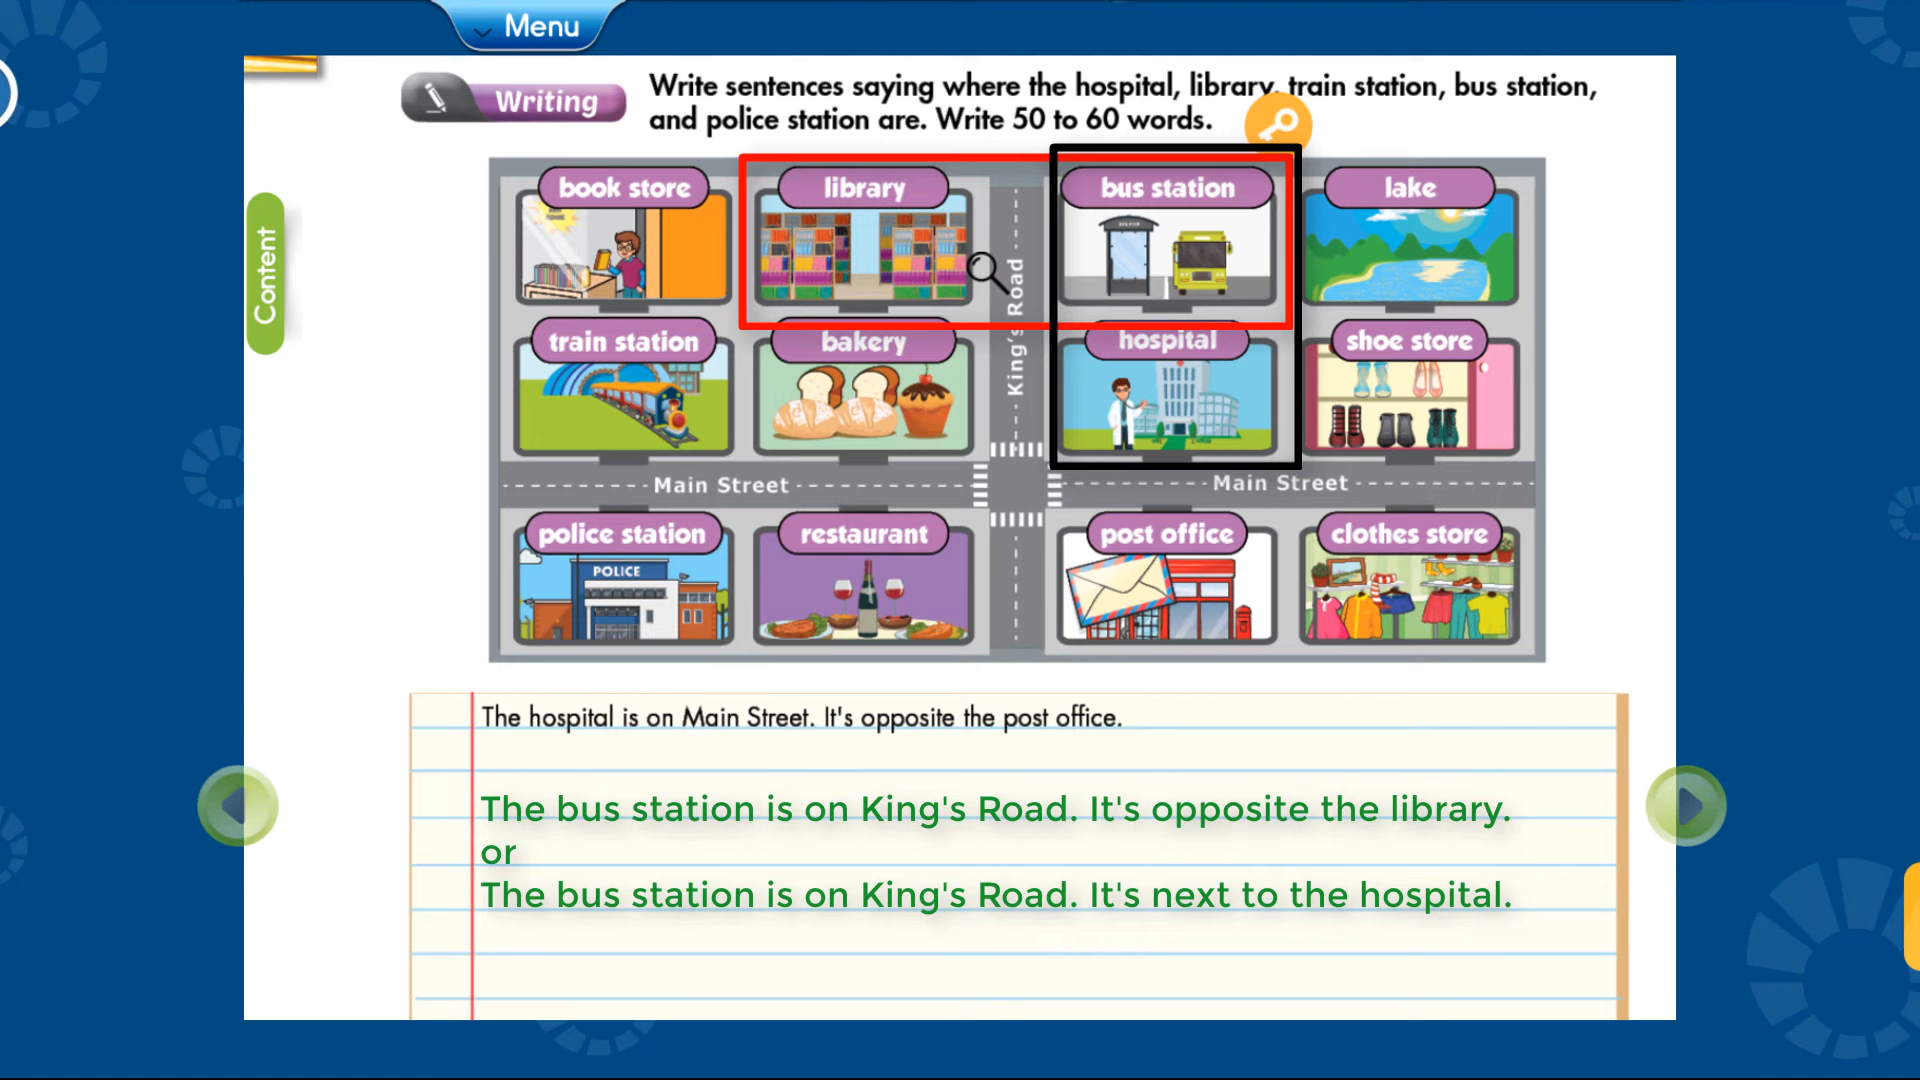 Menu
Writing
Write sentences saying where the hospital, library, train station, bus station,
and police station are. Write 50 to 60 words.
Content
book store
library
bus station
lake
train station
bakery
King's Road
hospital
shoe store
Main Street
Main Street
police station
restaurant
post office
clothes store
POLICE
The hospital is on Main Street. It's opposite the post office.
The bus station is on King's Road. It's opposite the library.
or
The bus station is on King's Road. It's next to the hospital.